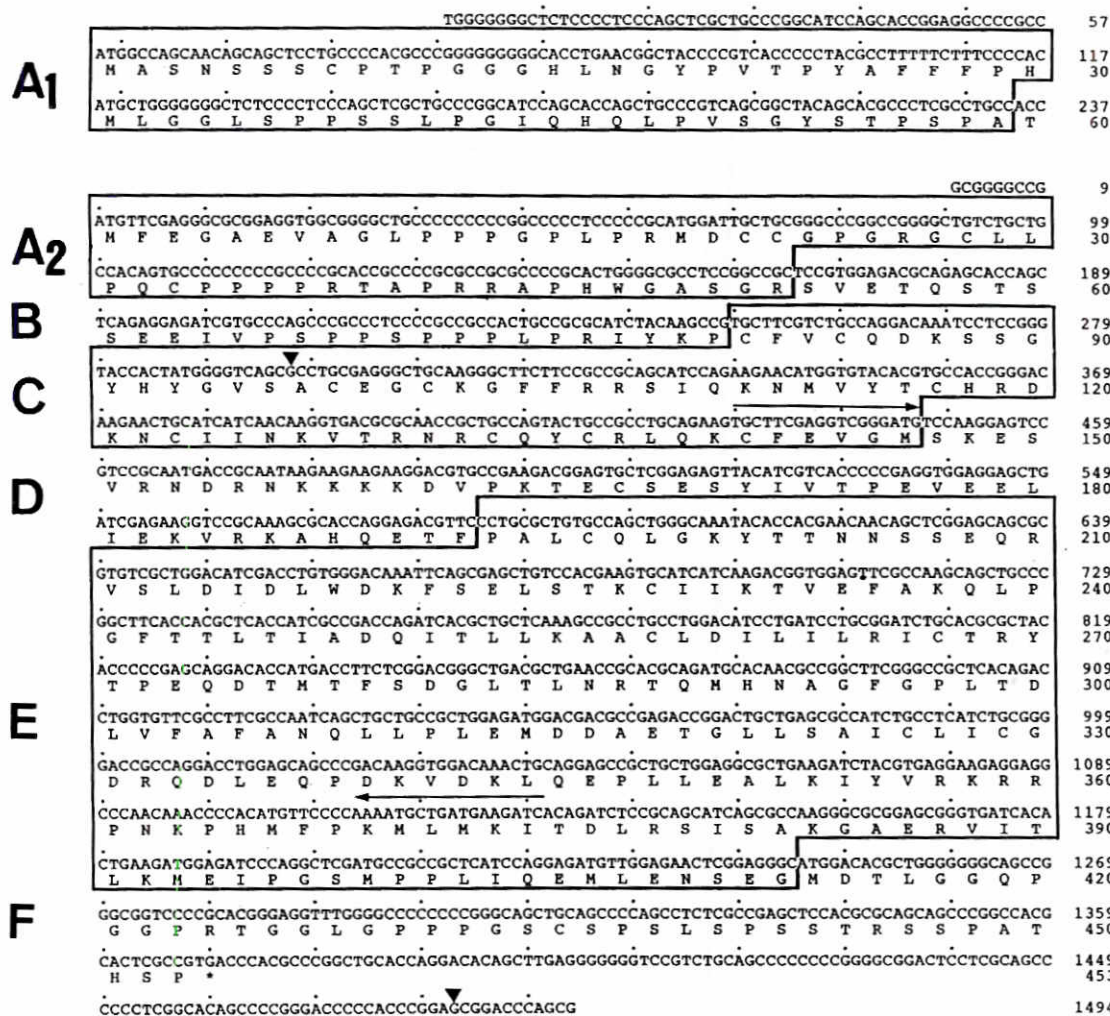 TGGGGGGGCTCTCCCCTCCCAGCTCGCTGCCCGGCATCCAGCACCGGAGGCCCCGCC 57
A1
ATGGCCAGCAACAGCAGCTCCTGCCCCACGCCCGGGGGGGGGCACCTGAACGGCTACCCCGTCACCCCCTACGCCTTTTTCTTTCCCCAC 117
M A S N S S S C P T P G G G H L N G Y P V T P Y A F F F P H 30
ATGCTGGGGGGGCTCTCCCCTCCCAGCTCGCTGCCCGGCATCCAGCACCAGCTGCCCGTCAGCGGCTACAGCACGCCCTCGCCTGCCACC 237
M L G G L S P P S S L P G I Q H Q L P V S G Y S T P S P A T 60
GCGGGGCCG 9
A2
ATGTTCGAGGGCGCGGAGGTGGCGGGGCTGCCCCCCCCCCGGCCCCCTCCCCCGCATGGATTGCTGCGGGCCCGGCCGGGGCTGTCTGCTG 99
M F E G A E V A G L P P P G P L P R M D C C G P G R G C L L 30
CCACAGTGCCCCCCCCCCGCCCCGCACCGCCCCGCGCCGCGCCCCGCACTGGGGCGCCTCCGGCCGCTCCGTGGAGACGCAGAGCACCAGC 189
P Q C P P P P R T A P R R A P H W G A S G R S V E T Q S T S 60
B
TCAGAGGAGATCGTGCCCAGCCCGCCCTCCCCGCCGCCACTGCCGCGCATCTACAAGCCGTGCTTCGTCTGCCAGGACAAATCCTCCGGG 279
S E E I V P S P P S P P P L P R I Y K P C F V C Q D K S S G 90
TACCACTATGGGGTCAGCGCCTGCGAGGGCTGCAAGGGCTTCTTCCGCCGCAGCATCCAGAAGAACATGGTGTACACGTGCCACCGGGAC 369
Y H Y G V S A C E G C K G F F R R S I Q K N M V Y T C H R D 120
C
AAGAACTGCATCATCAACAAGGTGACGCGCAACCGCTGCCAGTACTGCCGCCTGCAGAAGTGCTTCGAGGTCGGGATGTCCAAGGAGTCC 459
K N C I I N K V T R N R C Q Y C R L Q K C F E V G M S K E S 150
GTCCGCAATGACCGCAATAAGAAGAAGAAGGACGTGCCGAAGACGGAGTGCTCGGAGAGTTACATCGTCACCCCCGAGGTGGAGGAGCTG 549
V R N D R N K K K K D V P K T E C S E S Y I V T P E V E E L 180
D
ATCGAGAAGGTCCGCAAAGCGCACCAGGAGACGTTCCCTGCGCTGTGCCAGCTGGGCAAATACACCACGAACAACAGCTCGGAGCAGCGC 639
I E K V R K A H Q E T F P A L C Q L G K Y T T N N S S E Q R 210
GTGTCGCTGGACATCGACCTGTGGGACAAATTCAGCGAGCTGTCCACGAAGTGCATCATCAAGACGGTGGAGTTCGCCAAGCAGCTGCCC 729
V S L D I D L W D K F S E L S T K C I I K T V E F A K Q L P 240
GGCTTCACCACGCTCACCATCGCCGACCAGATCACGCTGCTCAAAGCCGCCTGCCTGGACATCCTGATCCTGCGGATCTGCACGCGCTAC 819
G F T T L T I A D Q I T L L K A A C L D I L I L R I C T R Y 270
ACCCCCGAGCAGGACACCATGACCTTCTCGGACGGGCTGACGCTGAACCGCACGCAGATGCACAACGCCGGCTTCGGGCCGCTCACAGAC 909
T P E Q D T M T F S D G L T L N R T Q M H N A G F G P L T D 300
E
CTGGTGTTCGCCTTCGCCAATCAGCTGCTGCCGCTGGAGATGGACGACGCCGAGACCGGACTGCTGAGCGCCATCTGCCTCATCTGCGGG 999
L V F A F A N Q L L P L E M D D A E T G L L S A I C L I C G 330
GACCGCCAGGACCTGGAGCAGCCCGACAAGGTGGACAAACTGCAGGAGCCGCTGCTGGAGGCGCTGAAGATCTACGTGAGGAAGAGGAGG 1089
D R Q D L E Q P D K V D K L Q E P L L E A L K I Y V R K R R 360
CCCAACAAACCCCACATGTTCCCCAAAATGCTGATGAAGATCACAGATCTCCGCAGCATCAGCGCCAAGGGCGCGGAGCGGGTGATCACA 1179
P N K P H M F P K M L M K I T D L R S I S A K G A E R V I T 390
CTGAAGATGGAGATCCCAGGCTCGATGCCGCCGCTCATCCAGGAGATGTTGGAGAACTCGGAGGGCATGGACACGCTGGGGGGGCAGCCG 1269
L K M E I P G S M P P L I Q E M L E N S E G M D T L G G Q P 420
F
GGCGGTCCCCGCACGGGAGGTTTGGGGCCCCCCCCGGGCAGCTGCAGCCCCAGCCTCTCGCCGAGCTCCACGCGCAGCAGCCCGGCCACG 1359
G G P R T G G L G P P P G S C S P S L S P S S T R S S P A T 450
CACTCGCCGTGACCCACGCCCGGCTGCACCAGGACACAGCTTGAGGGGGGGTCCGTCTGCAGCCCCCCCCGGGGCGGACTCCTCGCAGCC 1449
H S P * 453
CCCCTCGGCACAGCCCCGGGACCCCCACCCGGAGCGGACCCAGCG 1494